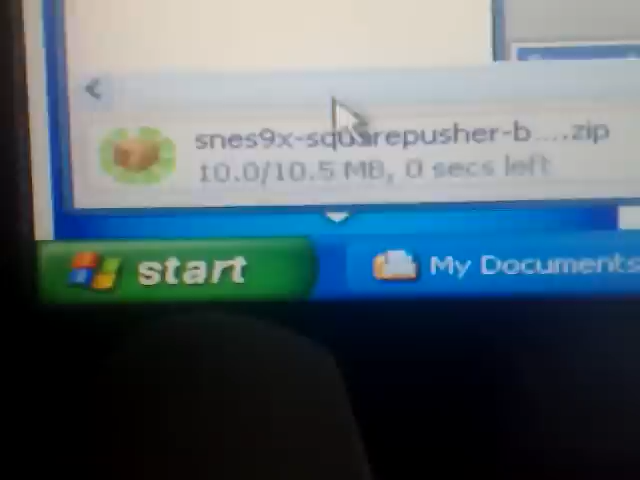 snes9x-squarepusher-b....zip
10.0/10.5 MB, 0 secs left
start
My Documents